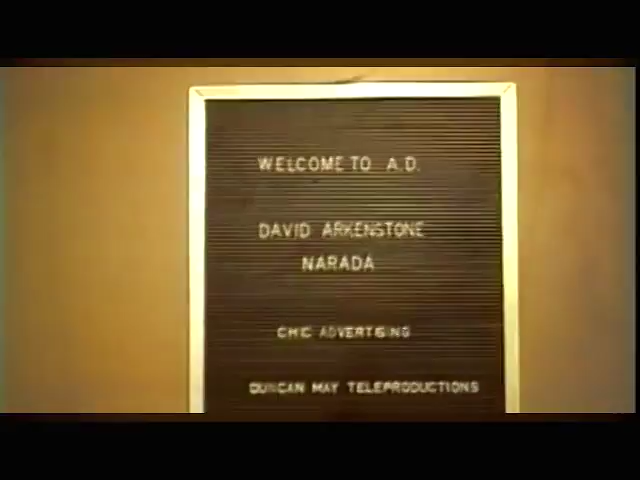 WELCOME TO A.D.
DAVID ARKENSTONE
NARADA
CHIC ADVERTISING
DUNCAN MAY TELEPRODUCTIONS